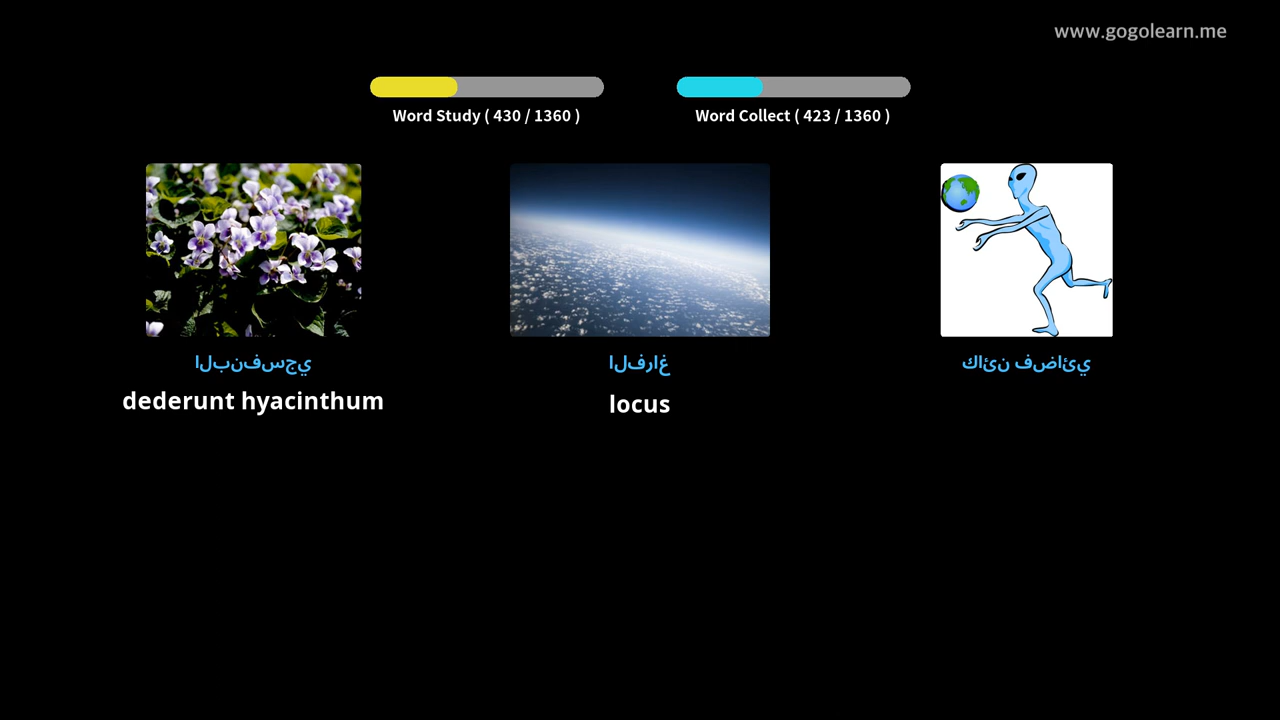 www.gogolearn.me
Word Study ( 430 / 1360 )
Word Collect ( 423 / 1360 )
البنفسجي
الفراغ
كائن فضائي
dederunt hyacinthum
locus